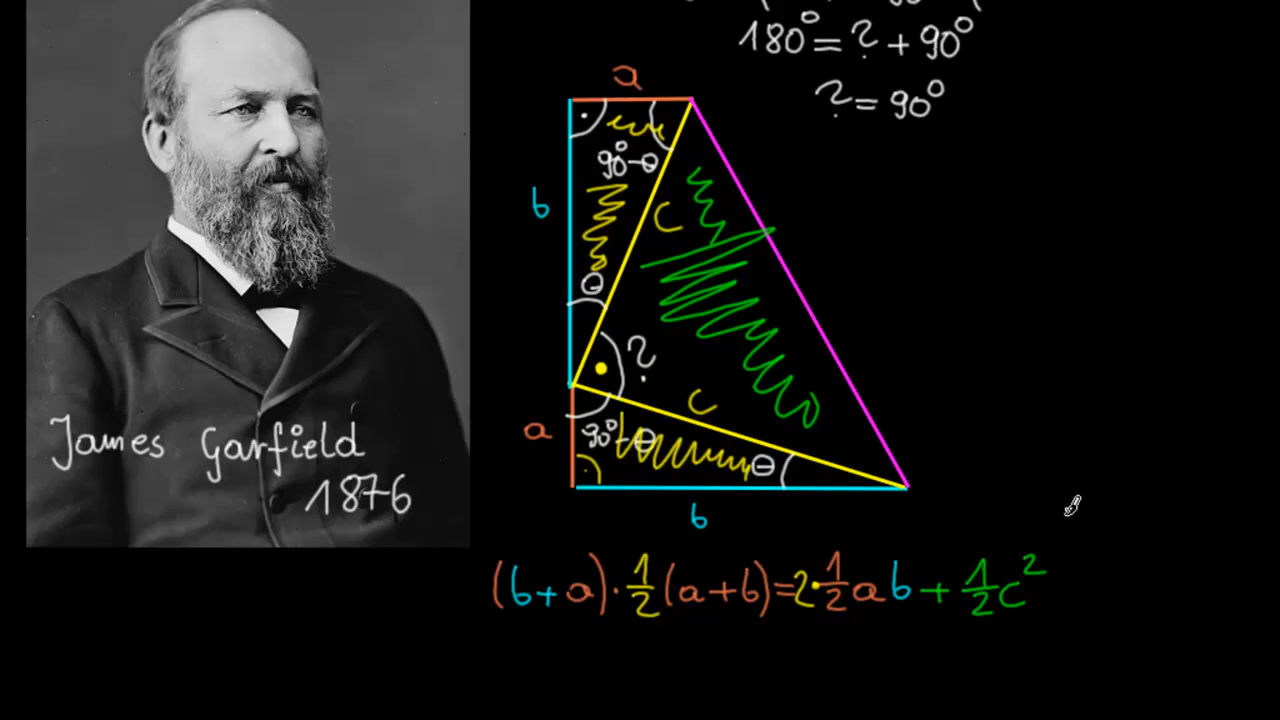 180° = ? + 90°
? = 90°
a
90°-θ
b
c
θ
?
c
a
90°-θ
θ
b
James Garfield
1876
(b+a)·1/2(a+b)=2·1/2ab+1/2c²